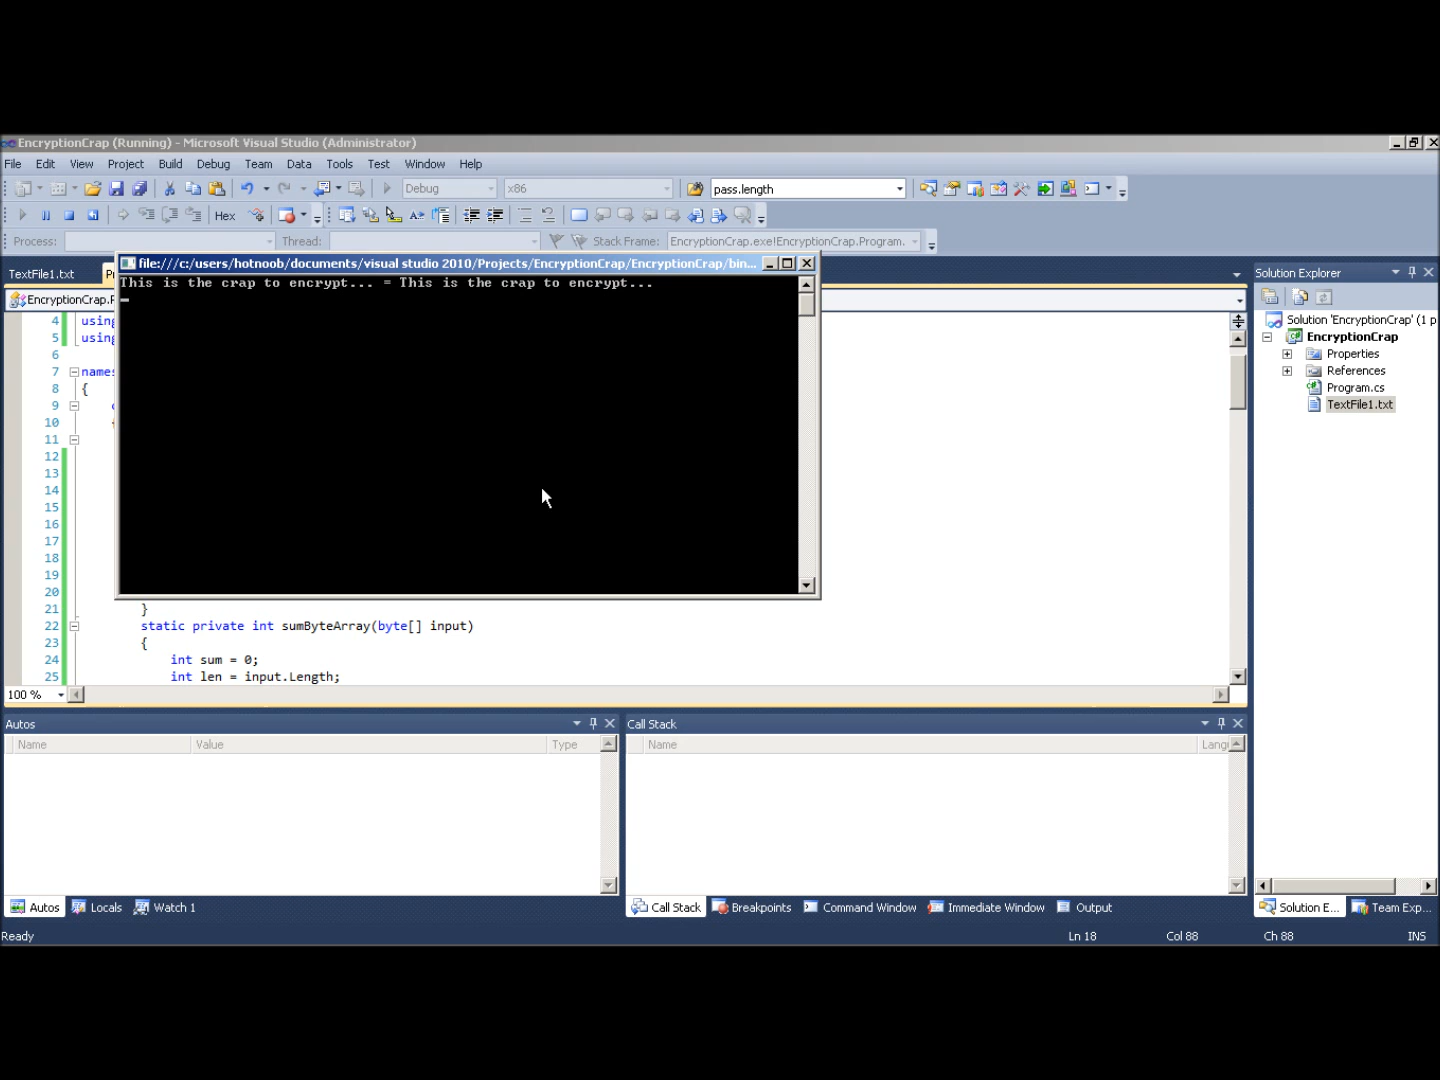 EncryptionCrap (Running) - Microsoft Visual Studio (Administrator)
File Edit View Project Build Debug Team Data Tools Test Window Help
Debug x86 pass.length
Hex
Process: Thread: Stack Frame: EncryptionCrap.exe!EncryptionCrap.Program.
TextFile1.txt
file:///c:/users/hotnoob/documents/visual studio 2010/Projects/EncryptionCrap/EncryptionCrap/bin...
This is the crap to encrypt... = This is the crap to encrypt...
EncryptionCrap.
4 using
5 using
6
7 names
8 {
9
10
11
12
13
14
15
16
17
18
19
20
21 }
22 static private int sumByteArray(byte[] input)
23 {
24 int sum = 0;
25 int len = input.Length;
100 %
Solution Explorer
Solution 'EncryptionCrap' (1 p
EncryptionCrap
Properties
References
Program.cs
TextFile1.txt
Autos
Name Value Type
Call Stack
Name Langu
Autos Locals Watch 1
Call Stack Breakpoints Command Window Immediate Window Output
Solution E... Team Exp...
Ready Ln 18 Col 88 Ch 88 INS